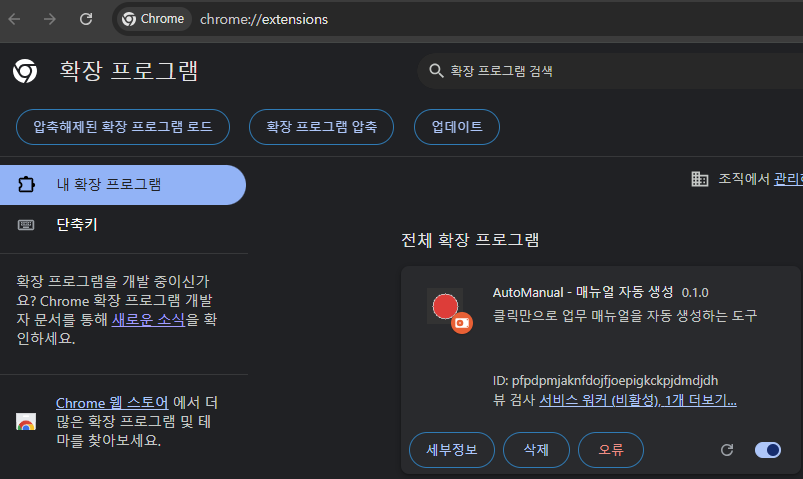 Chrome
chrome://extensions
확장 프로그램
확장 프로그램 검색
압축해제된 확장 프로그램 로드
확장 프로그램 압축
업데이트
내 확장 프로그램
단축키
조직에서 관리
전체 확장 프로그램
확장 프로그램을 개발 중이신가
요? Chrome 확장 프로그램 개발
자 문서를 통해 새로운 소식을 확
인하세요.
Chrome 웹 스토어 에서 더
많은 확장 프로그램 및 테
마를 찾아보세요.
AutoManual - 매뉴얼 자동 생성 0.1.0
클릭만으로 업무 매뉴얼을 자동 생성하는 도구
ID: pfpdpmjaknfdojfjoepigkckpjdmdjdh
뷰 검사 서비스 워커 (비활성), 1개 더보기...
세부정보
삭제
오류